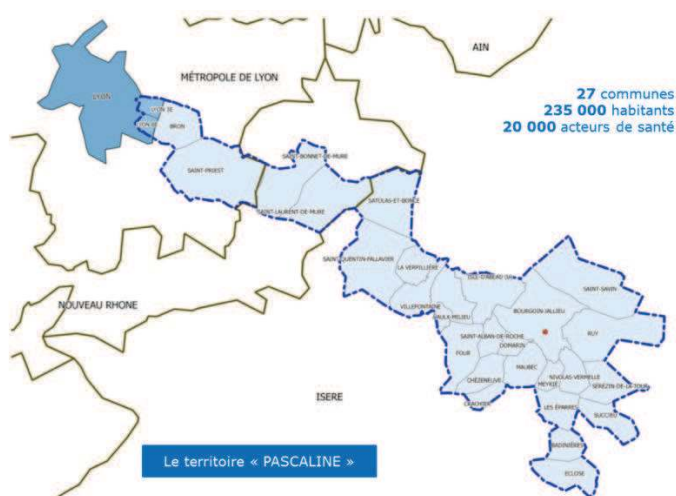 AIN
MÉTROPOLE DE LYON
27 communes
235 000 habitants
20 000 acteurs de santé
LYON
LYON 3E
BRON
SAINT-PRIEST
SAINT-BONNET-DE-MURE
SAINT-LAURENT-DE-MURE
SATOLAS-ET-BONCE
SAINT-QUENTIN-FALLAVIER
LA VERPILLIÈRE
VILLEFONTAINE
VAULX-MILIEU
SAINT-SAVIN
BOURGOIN-JALLIEU
RUY
SAINT-ALBAN-DE-ROCHE
DOMARIN
FOUR
MAUBEC
NIVOLAS-VERMELLE
MEYRIÉ
SÉRÉZIN-DE-LA-TOUR
CHÈZENEUVE
CRACHIER
LES ÉPARRES
SUCCIEU
BADINIÈRES
ECLOSE
NOUVEAU RHONE
ISERE
Le territoire « PASCALINE »